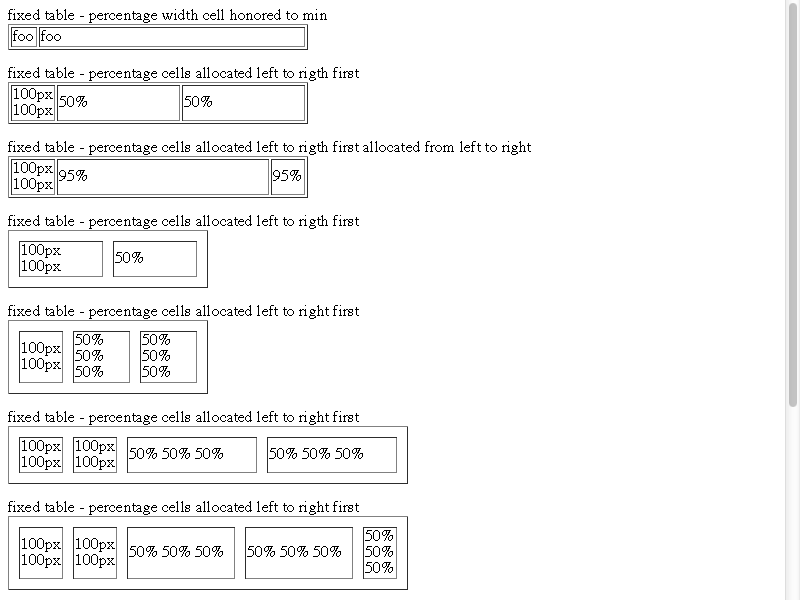 fixed table - percentage width cell honored to min
foo foo
fixed table - percentage cells allocated left to rigth first
100px
100px 50% 50%
fixed table - percentage cells allocated left to rigth first allocated from left to right
100px
100px 95% 95%
fixed table - percentage cells allocated left to rigth first
100px
100px 50%
fixed table - percentage cells allocated left to right first
100px
100px
50%
50%
50%
50%
50%
50%
fixed table - percentage cells allocated left to right first
100px
100px
100px
100px
50% 50% 50%
50% 50% 50%
fixed table - percentage cells allocated left to right first
100px
100px
100px
100px
50% 50% 50%
50% 50% 50%
50%
50%
50%